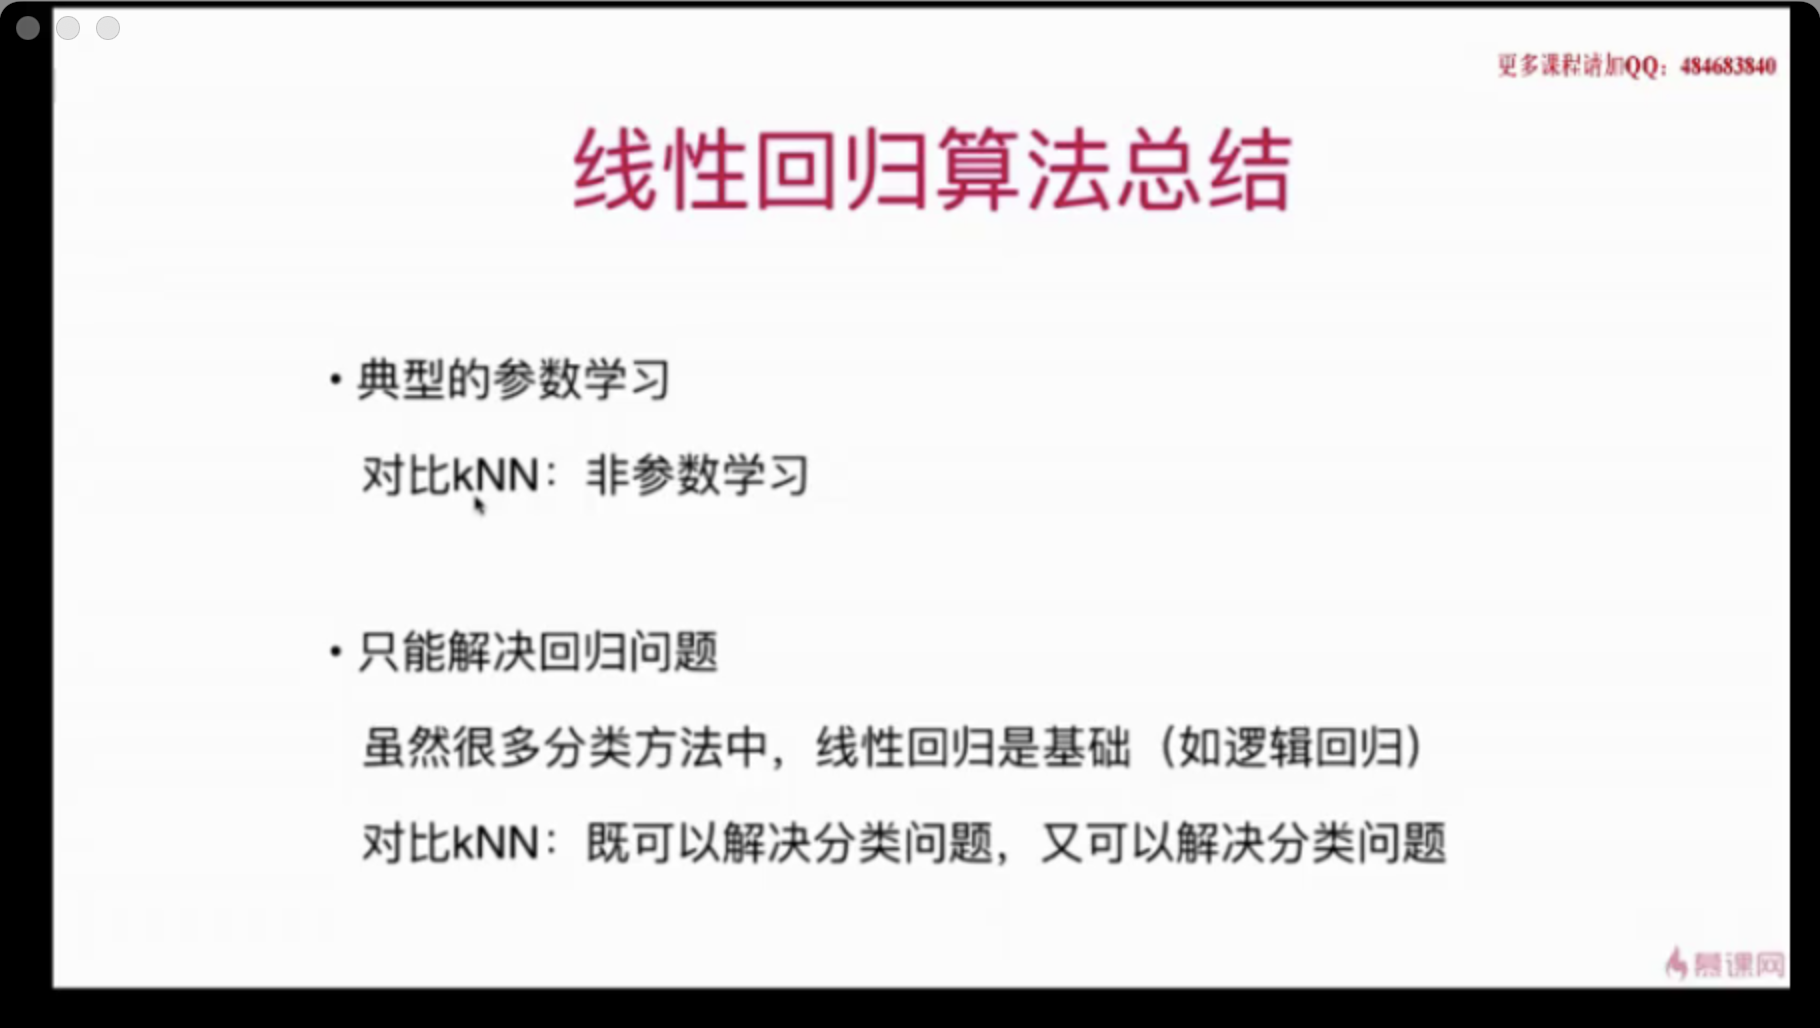 更多课程请加QQ：484683840
线性回归算法总结
• 典型的参数学习
对比kNN：非参数学习
• 只能解决回归问题
虽然很多分类方法中，线性回归是基础（如逻辑回归）
对比kNN：既可以解决分类问题，又可以解决分类问题
慕课网